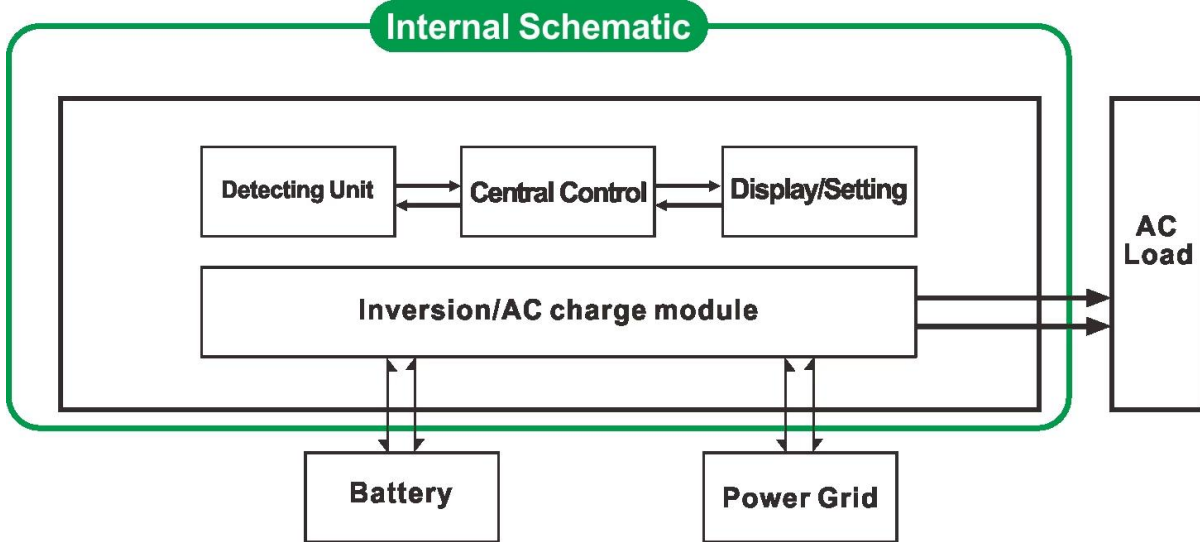 Internal Schematic
Detecting Unit
Central Control
Display/Setting
AC
Load
Inversion/AC charge module
Battery
Power Grid